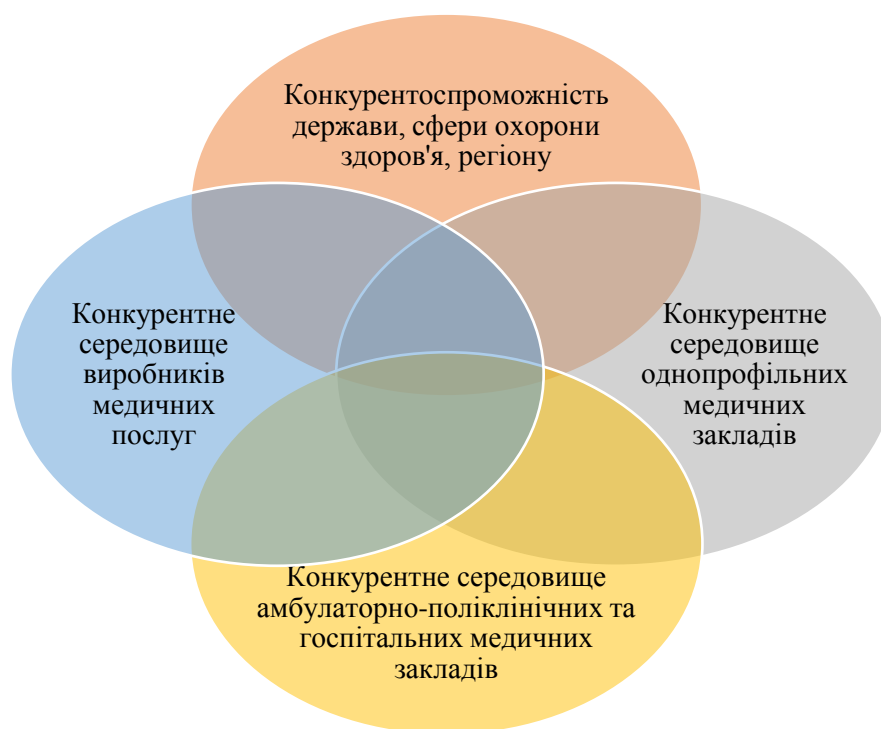 Конкурентоспроможність
держави, сфери охорони
здоров'я, регіону
Конкурентне
середовище
виробників
медичних
послуг
Конкурентне
середовище
однопрофільних
медичних
закладів
Конкурентне середовище
амбулаторно-поліклінічних та
госпітальних медичних
закладів